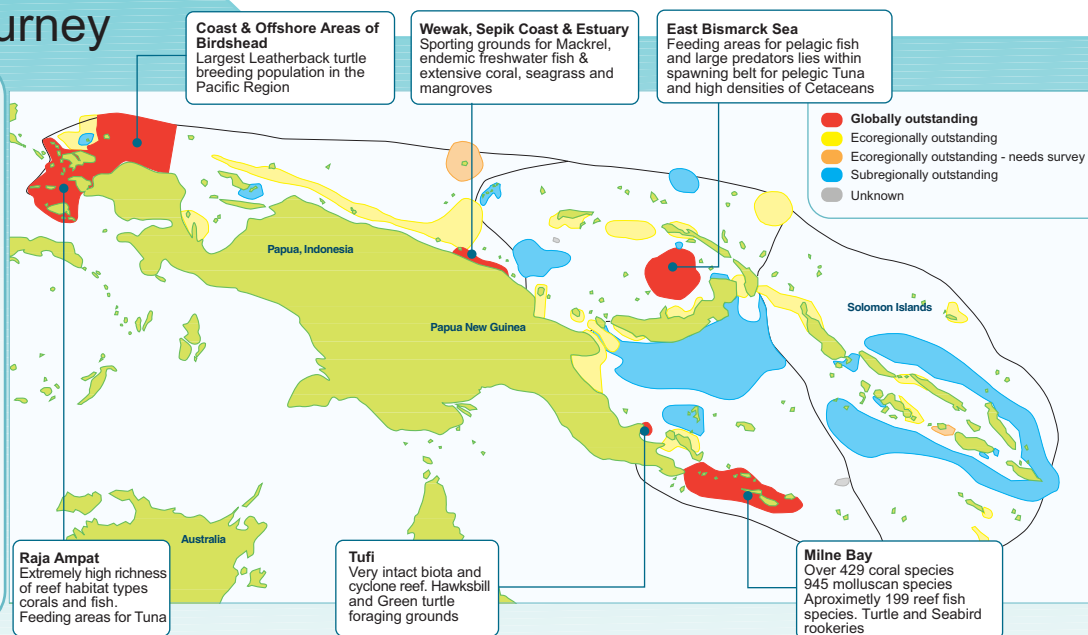 urney
Coast & Offshore Areas of
Birdshead
Largest Leatherback turtle
breeding population in the
Pacific Region
Wewak, Sepik Coast & Estuary
Sporting grounds for Mackrel,
endemic freshwater fish &
extensive coral, seagrass and
mangroves
East Bismarck Sea
Feeding areas for pelagic fish
and large predators lies within
spawning belt for pelegic Tuna
and high densities of Cetaceans
Globally outstanding
Ecoregionally outstanding
Ecoregionally outstanding - needs survey
Subregionally outstanding
Unknown
Papua, Indonesia
Papua New Guinea
Solomon Islands
Australia
Raja Ampat
Extremely high richness
of reef habitat types
corals and fish.
Feeding areas for Tuna
Tufi
Very intact biota and
cyclone reef. Hawksbill
and Green turtle
foraging grounds
Milne Bay
Over 429 coral species
945 molluscan species
Aproximetly 199 reef fish
species. Turtle and Seabird
rookeries